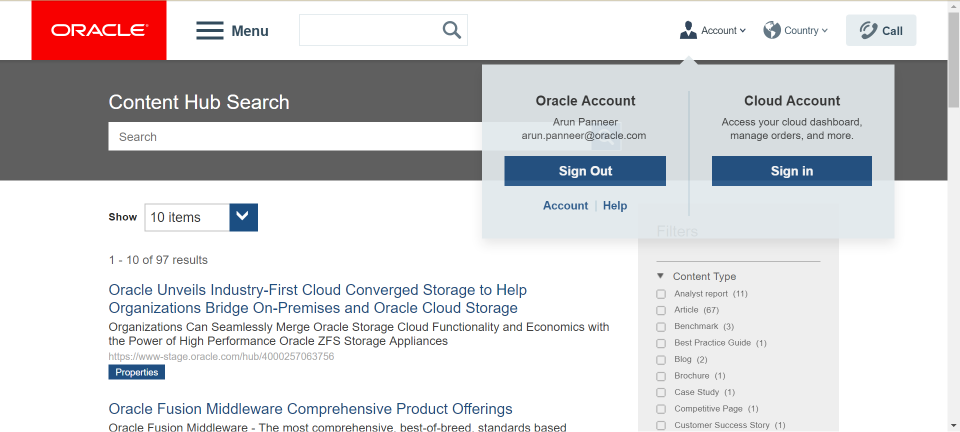 ORACLE
Menu
Account
Country
Call
Content Hub Search
Search
Oracle Account
Arun Panneer
arun.panneer@oracle.com
Sign Out
Account | Help
Cloud Account
Access your cloud dashboard,
manage orders, and more.
Sign in
Show
10 items
1 - 10 of 97 results
Oracle Unveils Industry-First Cloud Converged Storage to Help
Organizations Bridge On-Premises and Oracle Cloud Storage
Organizations Can Seamlessly Merge Oracle Storage Cloud Functionality and Economics with
the Power of High Performance Oracle ZFS Storage Appliances
https://www-stage.oracle.com/hub/4000257063756
Properties
Oracle Fusion Middleware Comprehensive Product Offerings
Oracle Fusion Middleware - The most comprehensive, best-of-breed, standards based
Filters
Content Type
Analyst report (11)
Article (67)
Benchmark (3)
Best Practice Guide (1)
Blog (2)
Brochure (1)
Case Study (1)
Competitive Page (1)
Customer Success Story (1)